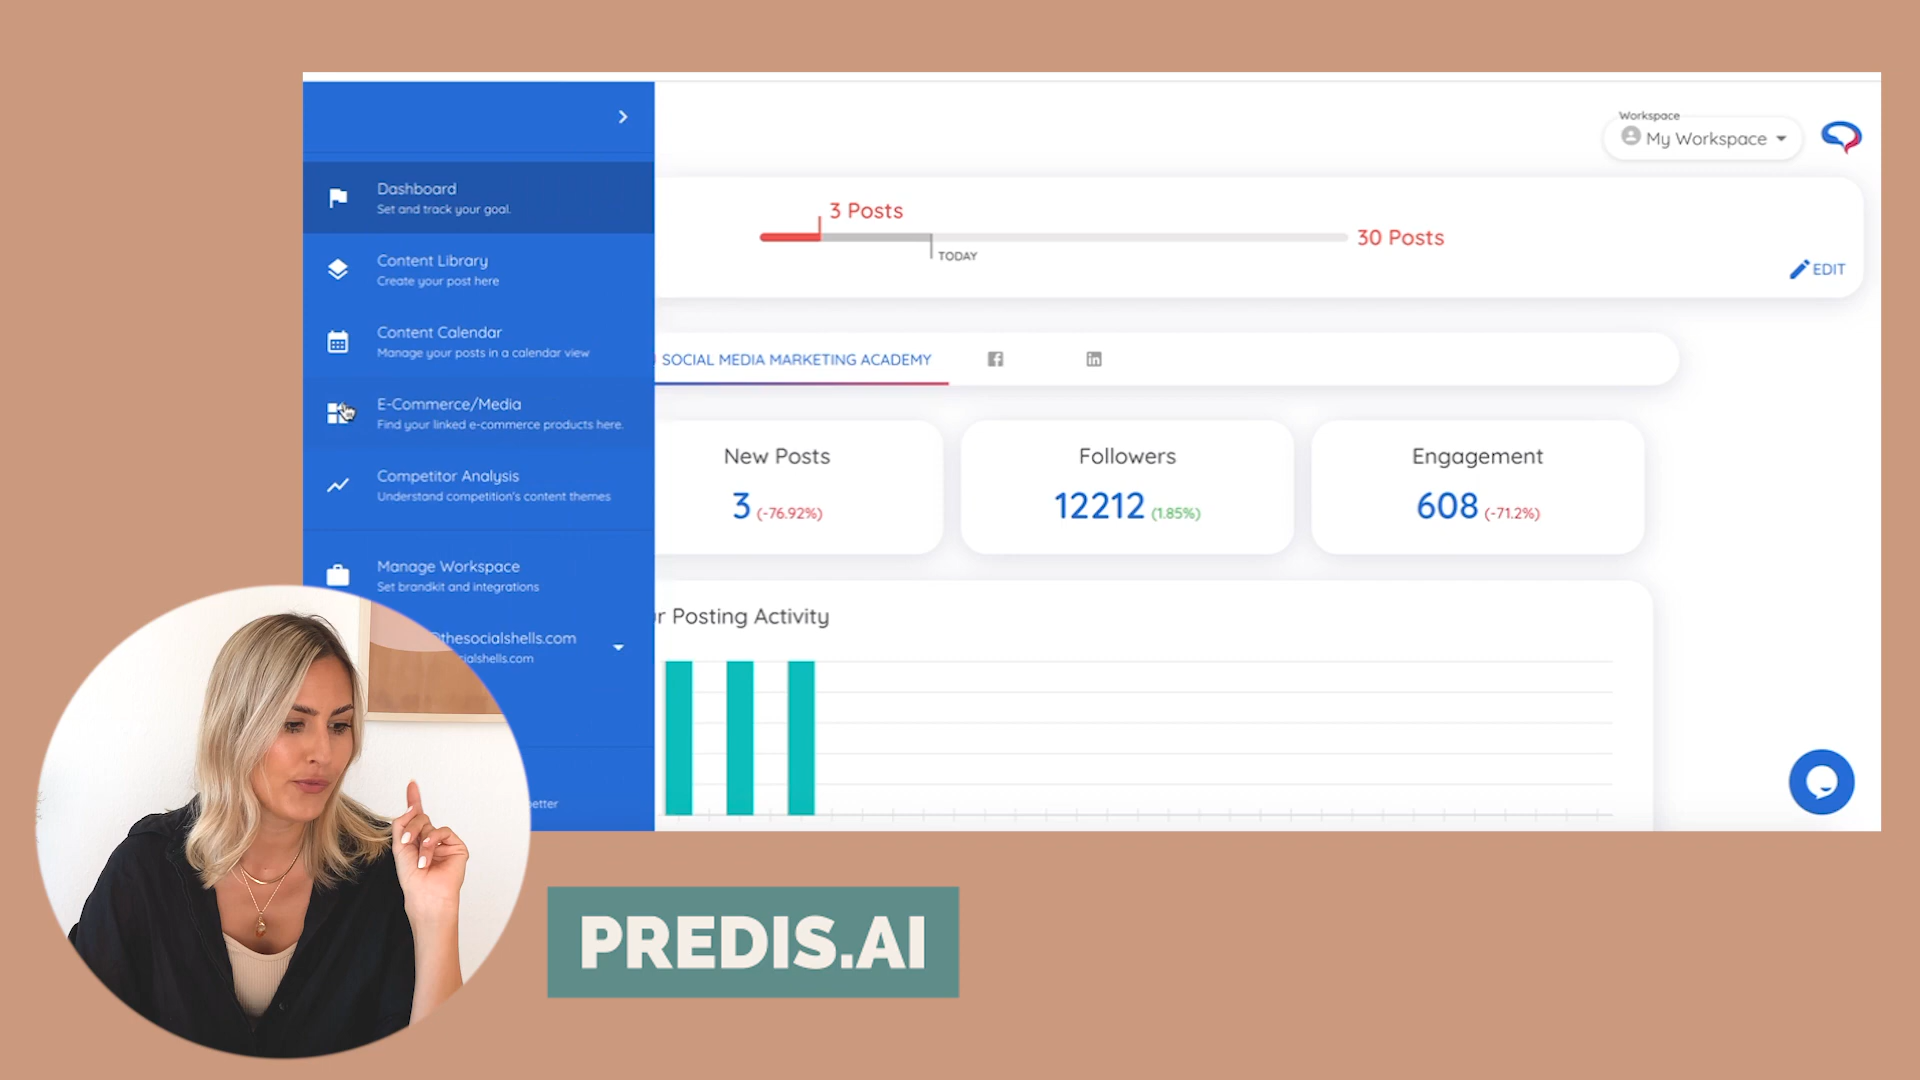 Dashboard
Set and track your goal.
Content Library
Create your post here
Content Calendar
Manage your posts in a calendar view
E-Commerce/Media
Find your linked e-commerce products here.
Competitor Analysis
Understand competition's content themes
Manage Workspace
Set brandkit and integrations
@thesocialshells.com
ialshells.com
etter
Workspace
My Workspace
3 Posts
30 Posts
TODAY
EDIT
SOCIAL MEDIA MARKETING ACADEMY
New Posts
3 (-76.92%)
Followers
12212 (1.85%)
Engagement
608 (-71.2%)
r Posting Activity
PREDIS.AI